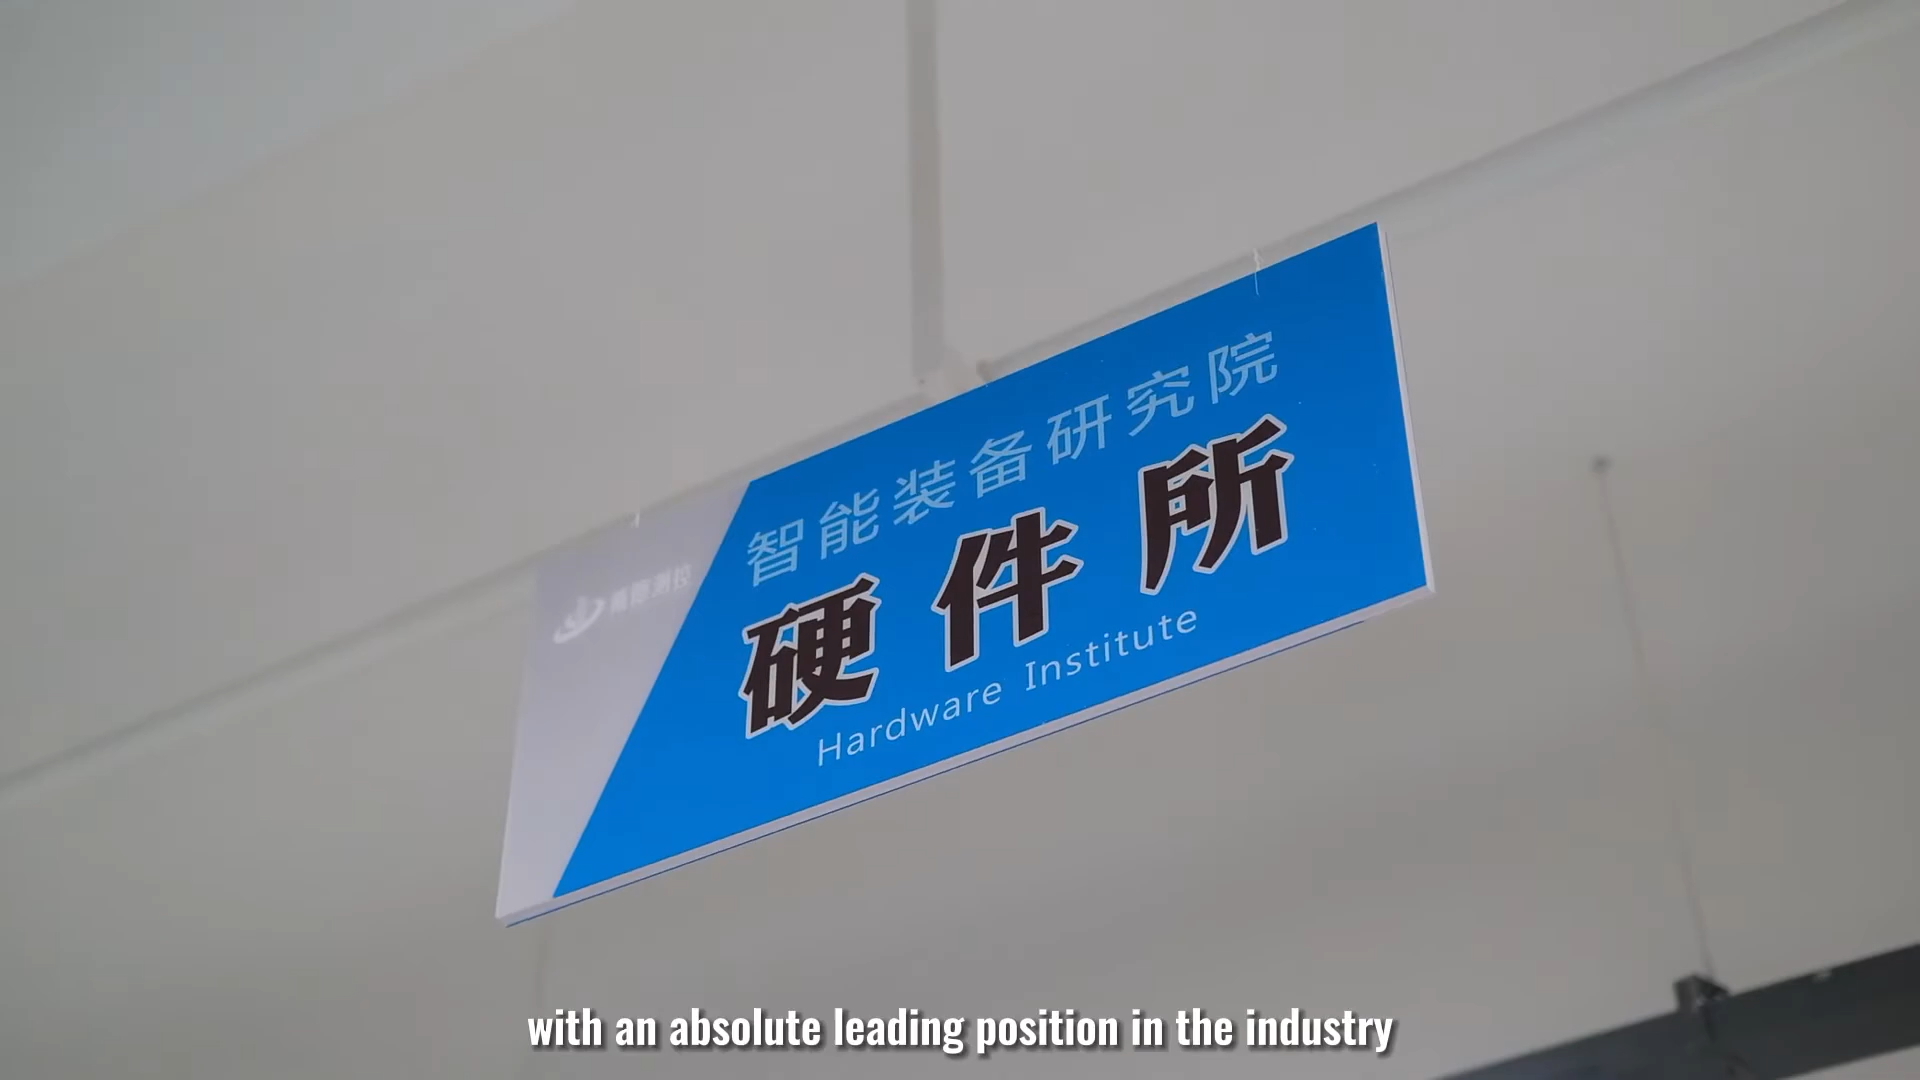 智能装备研究院
硬件所
Hardware Institute
with an absolute leading position in the industry